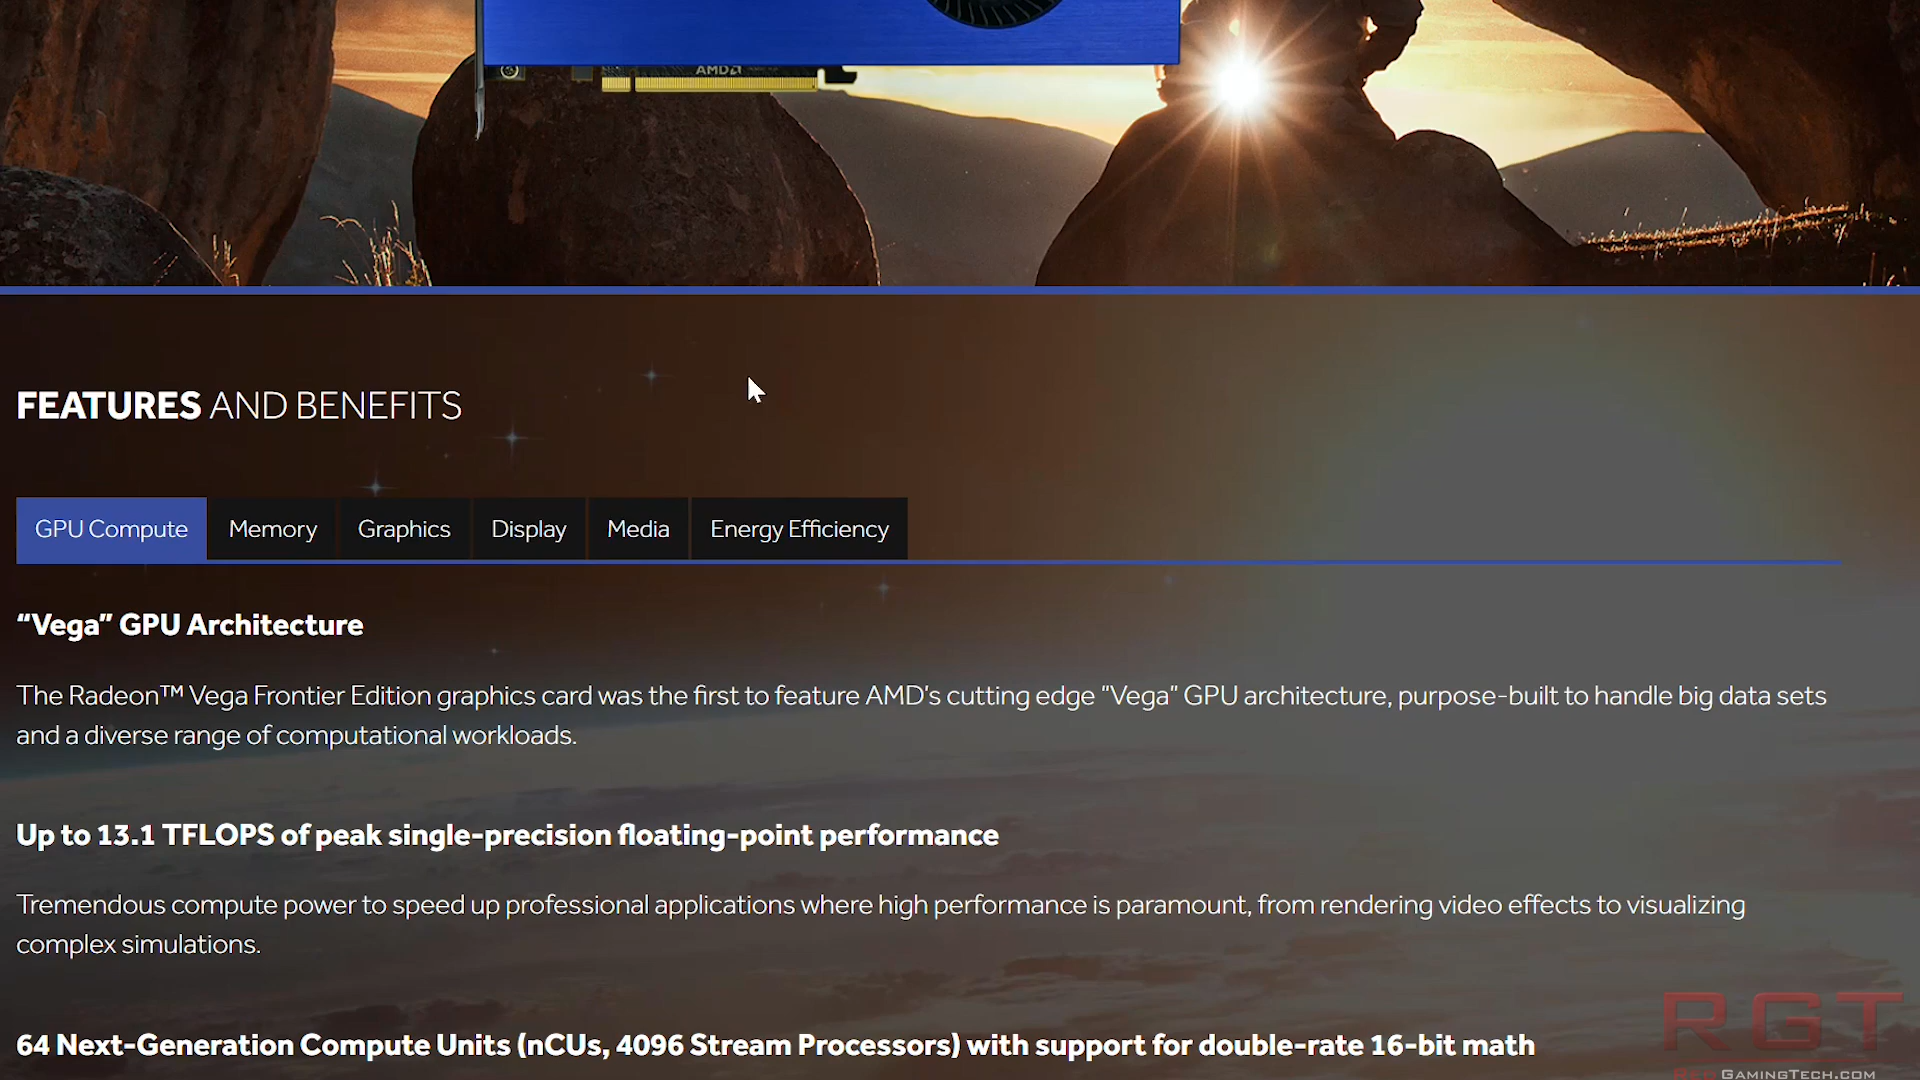 AMD
FEATURES AND BENEFITS
GPU Compute
Memory
Graphics
Display
Media
Energy Efficiency
“Vega” GPU Architecture
The Radeon™ Vega Frontier Edition graphics card was the first to feature AMD's cutting edge "Vega" GPU architecture, purpose-built to handle big data sets
and a diverse range of computational workloads.
Up to 13.1 TFLOPS of peak single-precision floating-point performance
Tremendous compute power to speed up professional applications where high performance is paramount, from rendering video effects to visualizing
complex simulations.
64 Next-Generation Compute Units (nCUs, 4096 Stream Processors) with support for double-rate 16-bit math
RGT
REDGAMINGTECH.COM